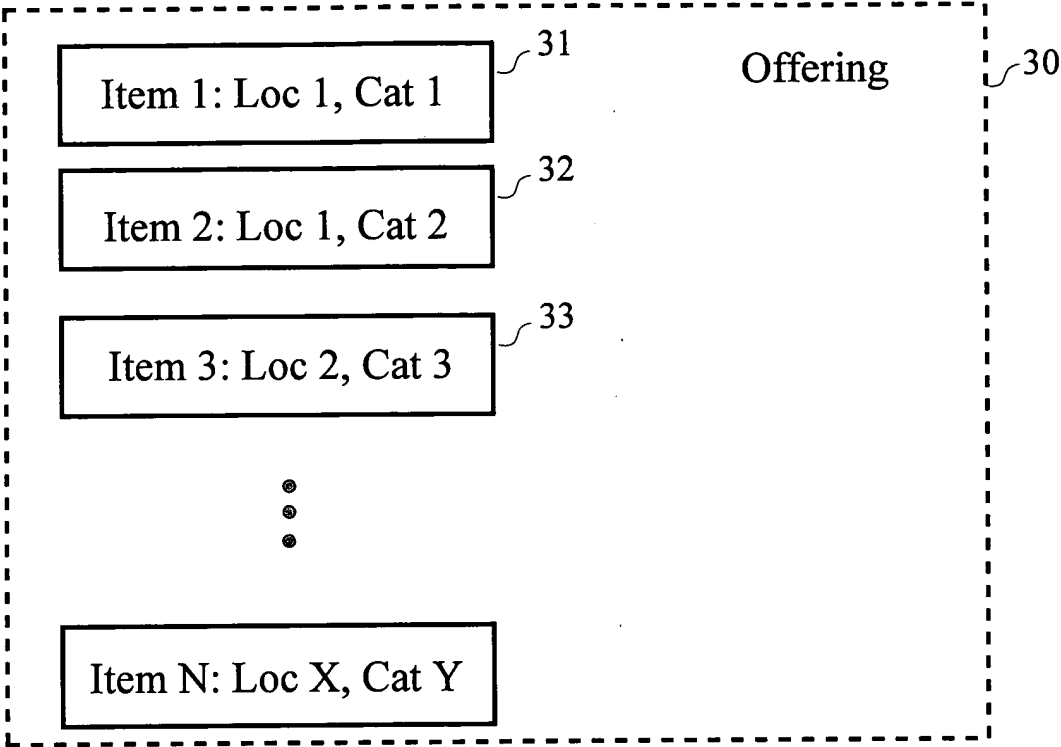 31
Item 1: Loc 1, Cat 1
Offering
30
32
Item 2: Loc 1, Cat 2
33
Item 3: Loc 2, Cat 3
Item N: Loc X, Cat Y